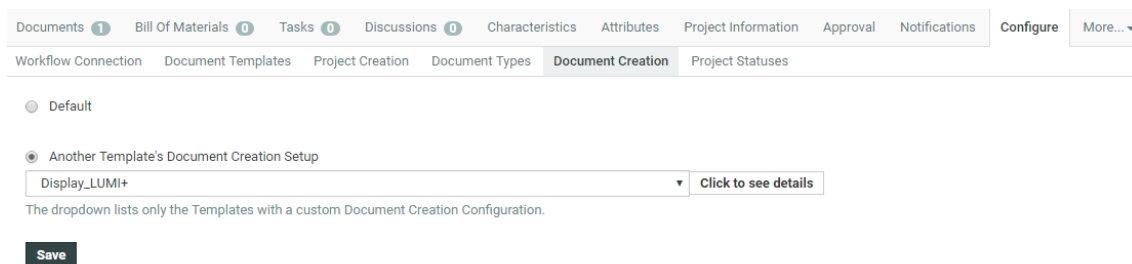 Documents 1 Bill Of Materials 0 Tasks 0 Discussions 0 Characteristics Attributes Project Information Approval Notifications Configure More...
Workflow Connection Document Templates Project Creation Document Types Document Creation Project Statuses
Default
Another Template's Document Creation Setup
Display_LUMI+ Click to see details
The dropdown lists only the Templates with a custom Document Creation Configuration.
Save